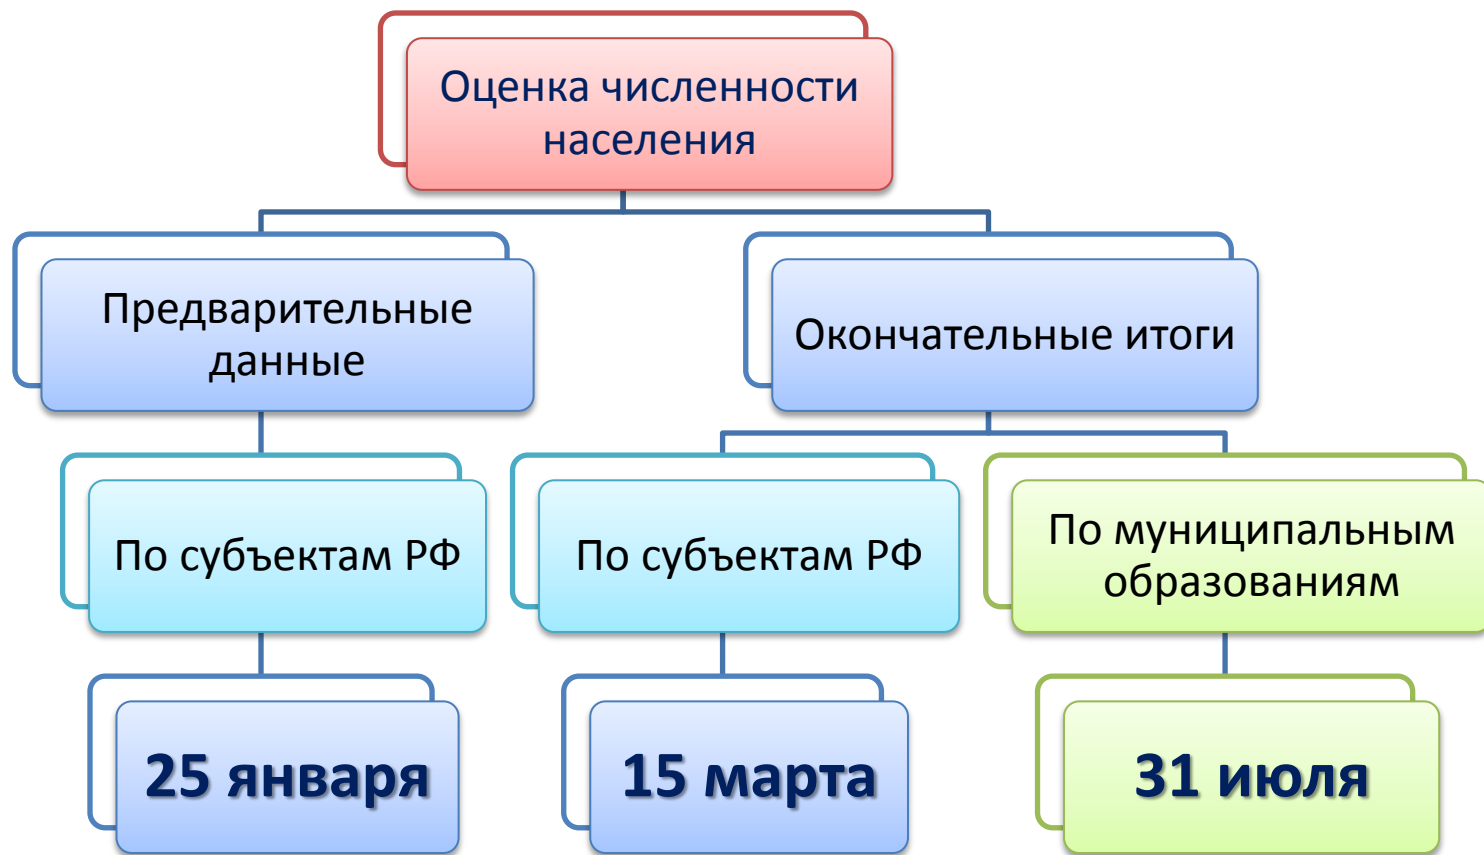 Оценка численности
населения
Предварительные
данные
Окончательные итоги
По субъектам РФ
По субъектам РФ
По муниципальным
образованиям
25 января
15 марта
31 июля